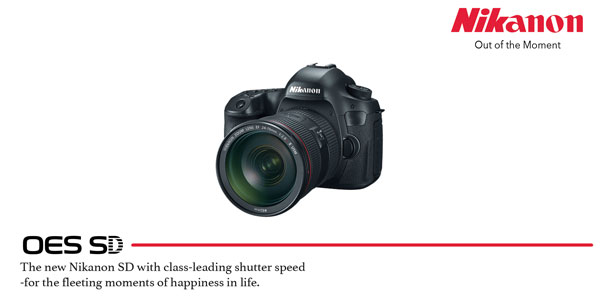 Nikanon
Out of the Moment
Nikanon
OES SD
The new Nikanon SD with class-leading shutter speed
-for the fleeting moments of happiness in life.